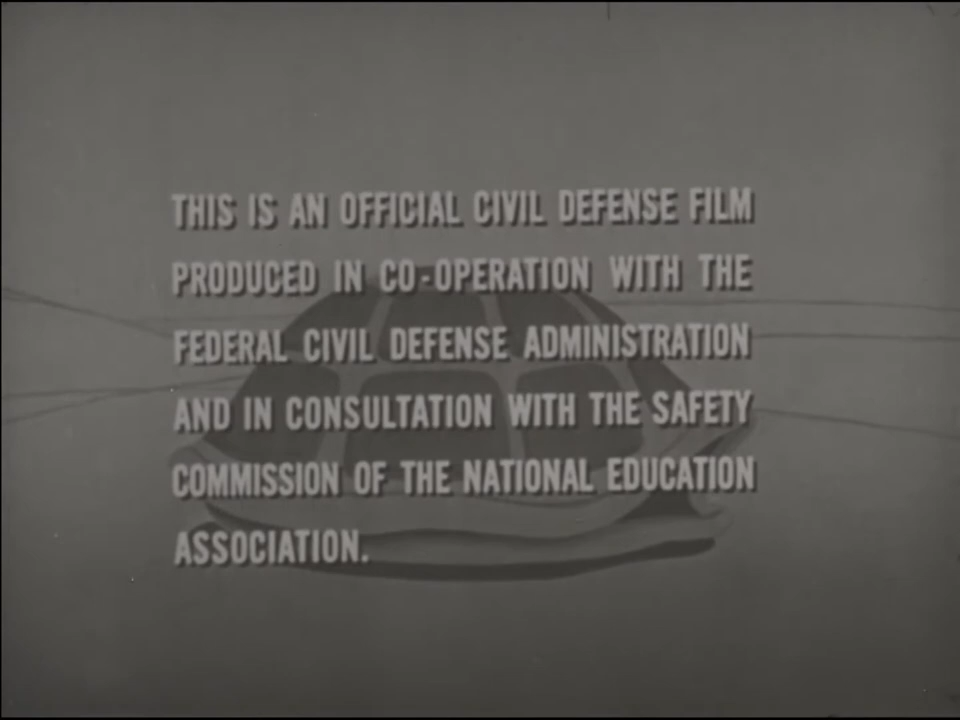 THIS IS AN OFFICIAL CIVIL DEFENSE FILM
PRODUCED IN CO-OPERATION WITH THE
FEDERAL CIVIL DEFENSE ADMINISTRATION
AND IN CONSULTATION WITH THE SAFETY
COMMISSION OF THE NATIONAL EDUCATION
ASSOCIATION.